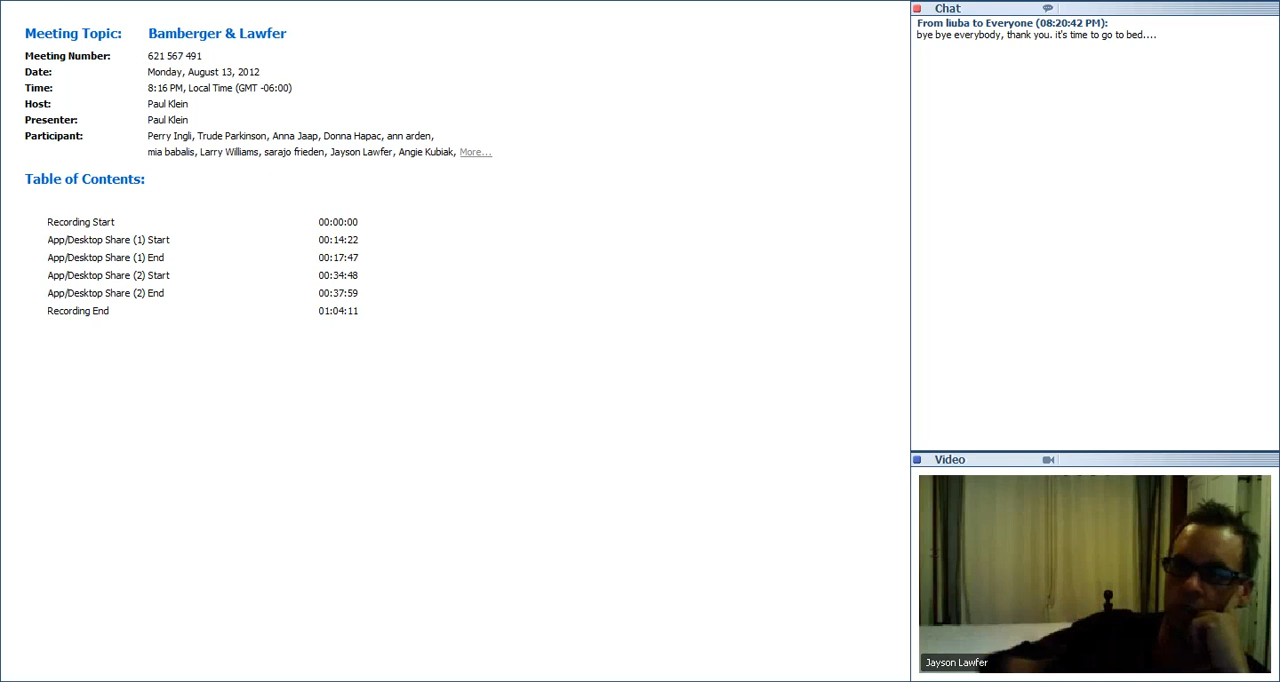 Meeting Topic: Bamberger & Lawfer
Meeting Number: 621 567 491
Date: Monday, August 13, 2012
Time: 8:16 PM, Local Time (GMT -06:00)
Host: Paul Klein
Presenter: Paul Klein
Participant: Perry Ingli, Trude Parkinson, Anna Jaap, Donna Hapac, ann arden,
mia babalis, Larry Williams, sarajo frieden, Jayson Lawfer, Angie Kubiak, More...
Table of Contents:
Recording Start 00:00:00
App/Desktop Share (1) Start 00:14:22
App/Desktop Share (1) End 00:17:47
App/Desktop Share (2) Start 00:34:48
App/Desktop Share (2) End 00:37:59
Recording End 01:04:11
Chat
From liuba to Everyone (08:20:42 PM):
bye bye everybody, thank you. it's time to go to bed....
Video
Jayson Lawfer